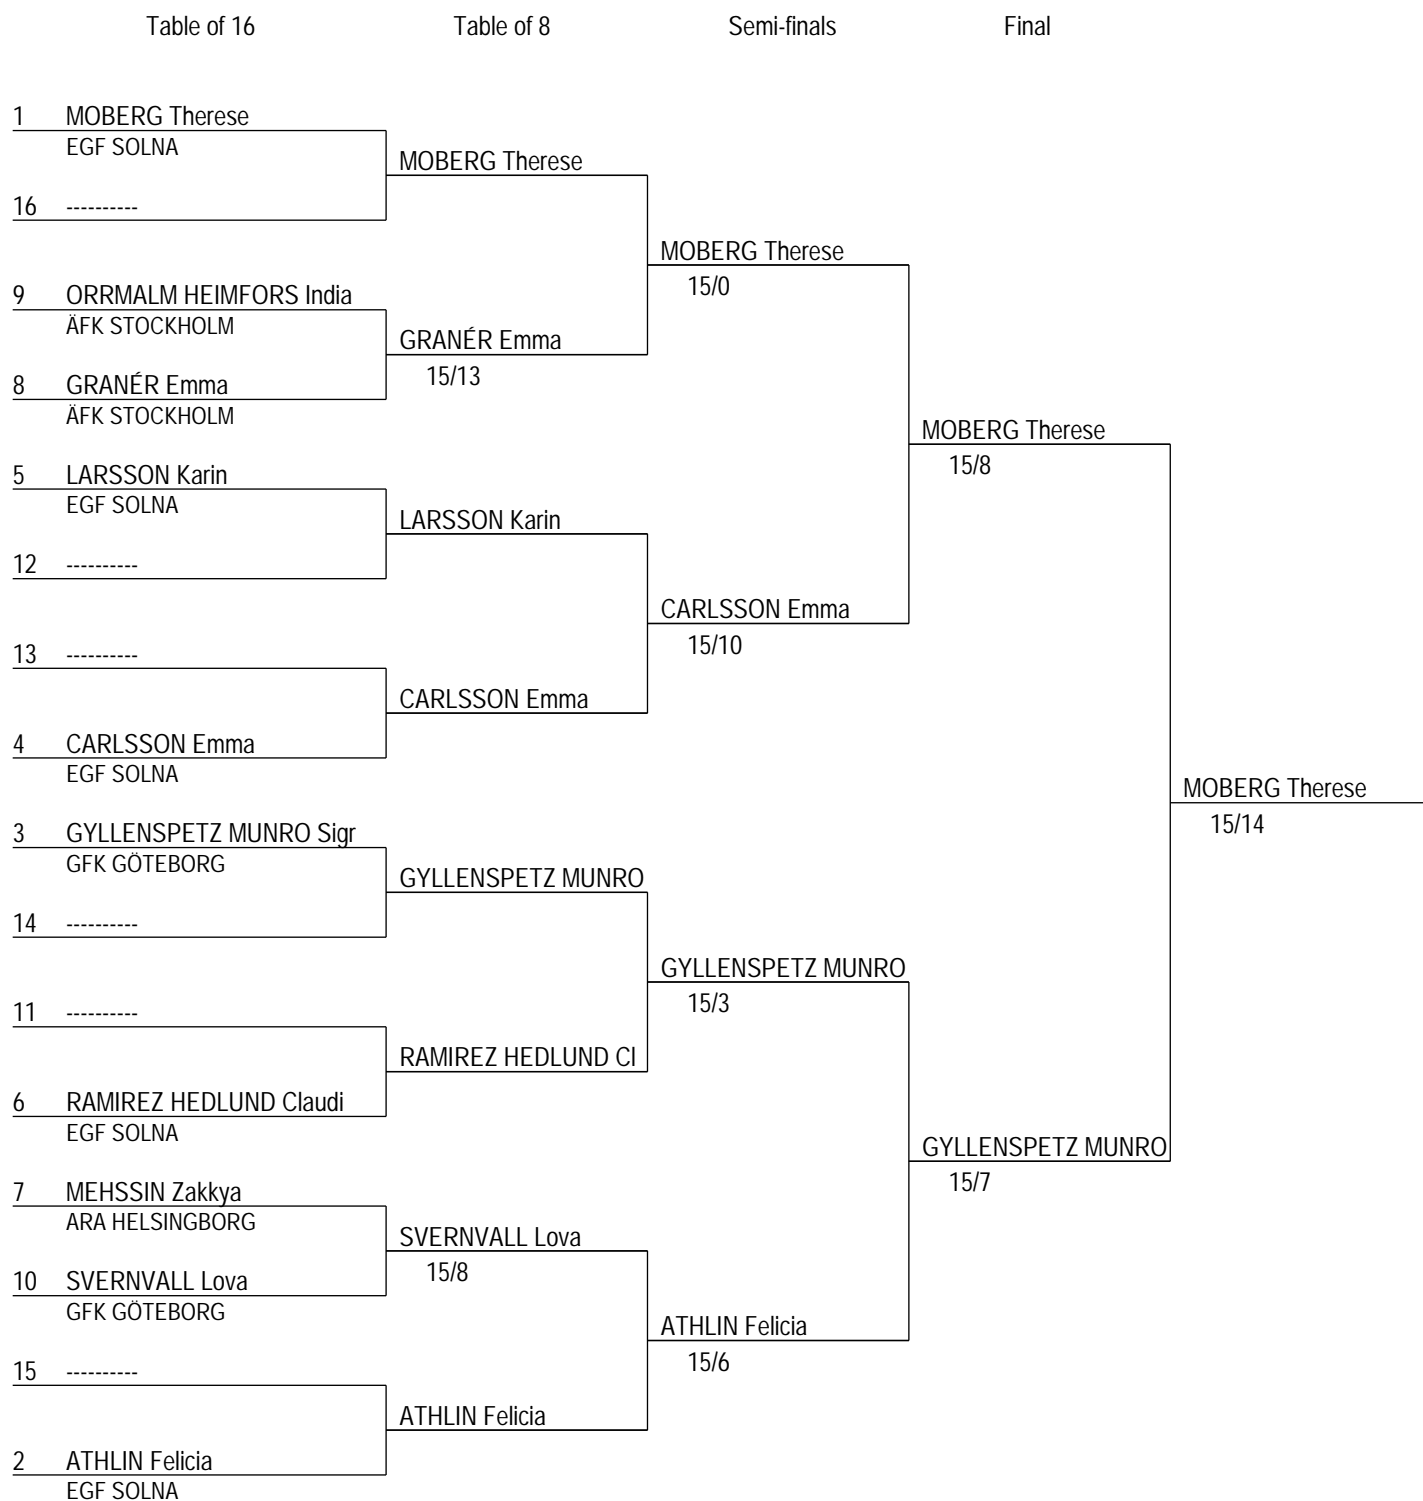 Table of 16 Table of 8 Semi-finals Final
1 MOBERG Therese
EGF SOLNA
MOBERG Therese
16 ----------
MOBERG Therese
15/0
9 ORRMALM HEIMFORS India
ÄFK STOCKHOLM
GRANÉR Emma
15/13
8 GRANÉR Emma
ÄFK STOCKHOLM
MOBERG Therese
15/8
5 LARSSON Karin
EGF SOLNA
LARSSON Karin
12 ----------
CARLSSON Emma
15/10
13 ----------
CARLSSON Emma
4 CARLSSON Emma
EGF SOLNA
MOBERG Therese
15/14
3 GYLLENSPETZ MUNRO Sigr
GFK GÖTEBORG
GYLLENSPETZ MUNRO
14 ----------
GYLLENSPETZ MUNRO
15/3
11 ----------
RAMIREZ HEDLUND Cl
6 RAMIREZ HEDLUND Claudi
EGF SOLNA
GYLLENSPETZ MUNRO
15/7
7 MEHSSIN Zakkya
ARA HELSINGBORG
SVERNVALL Lova
15/8
10 SVERNVALL Lova
GFK GÖTEBORG
ATHLIN Felicia
15/6
15 ----------
ATHLIN Felicia
2 ATHLIN Felicia
EGF SOLNA